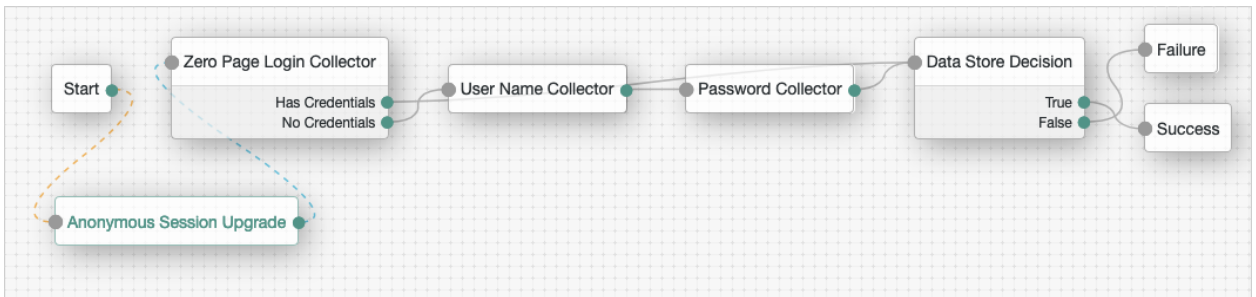 Start
Zero Page Login Collector
Has Credentials
No Credentials
User Name Collector
Password Collector
Data Store Decision
True
False
Failure
Success
Anonymous Session Upgrade